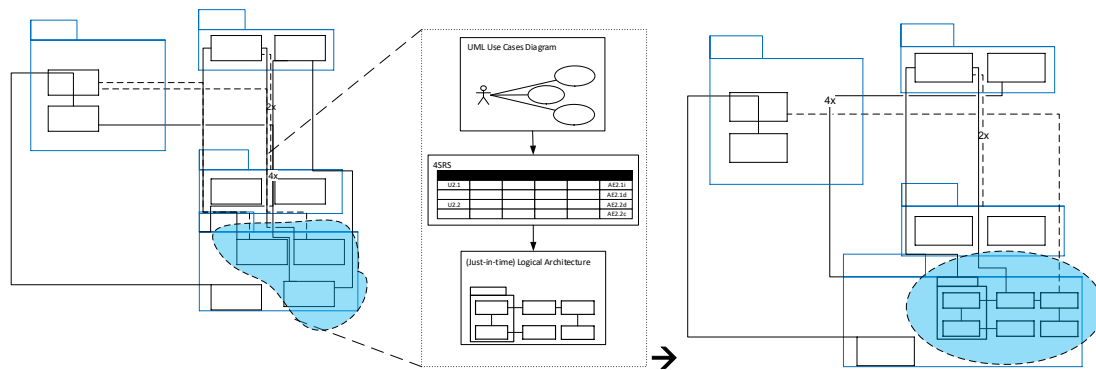 2x
4x
UML Use Cases Diagram
4SRS
U2.1 AE2.1i
AE2.1d
U2.2 AE2.2d
AE2.2c
(Just-in-time) Logical Architecture
4x
2x